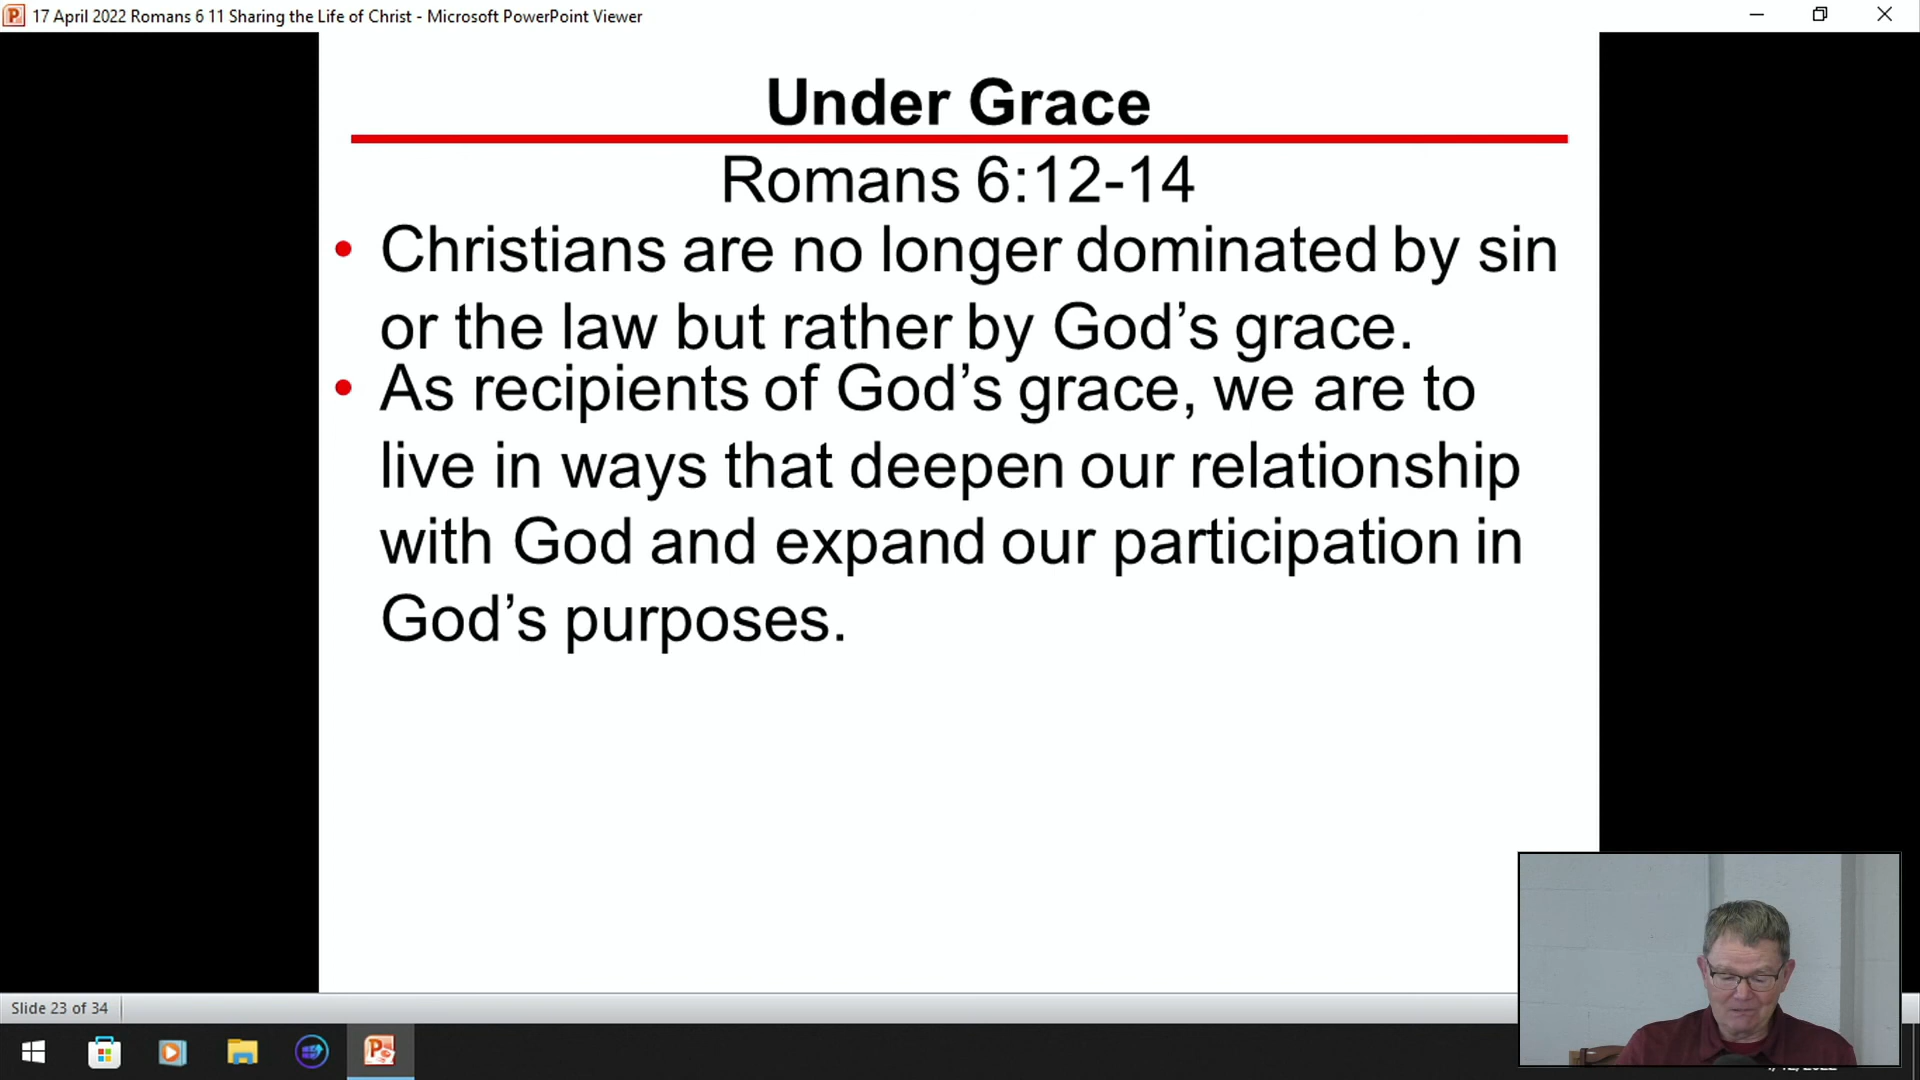 17 April 2022 Romans 6 11 Sharing the Life of Christ - Microsoft PowerPoint Viewer
Under Grace
Romans 6:12-14
• Christians are no longer dominated by sin
or the law but rather by God’s grace.
• As recipients of God’s grace, we are to
live in ways that deepen our relationship
with God and expand our participation in
God’s purposes.
Slide 23 of 34